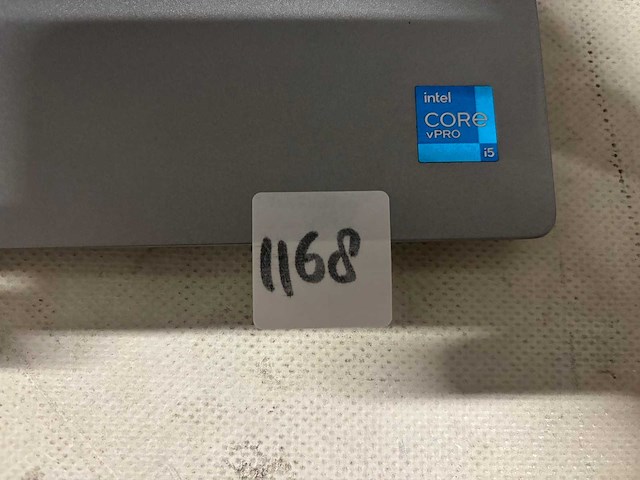 intel
CORe
vPRO
i5
1168